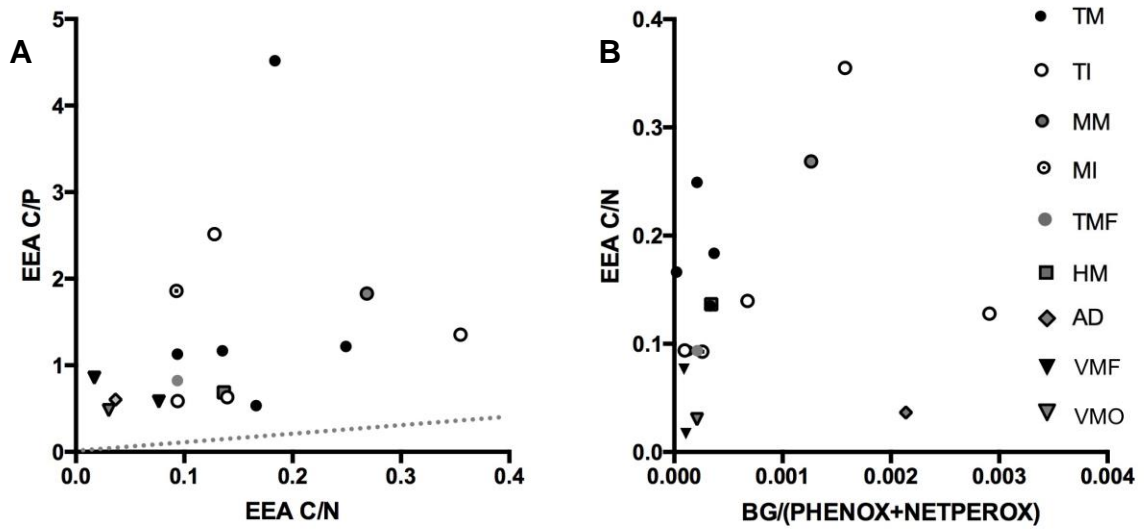 A
5
4
3
2
1
0
EEA C/P
0.0
0.1
0.2
0.3
0.4
EEA C/N
B
0.4
0.3
0.2
0.1
0.0
EEA C/N
0.000
0.001
0.002
0.003
0.004
BG/(PHENOX+NETPEROX)
TM
TI
MM
MI
TMF
HM
AD
VMF
VMO